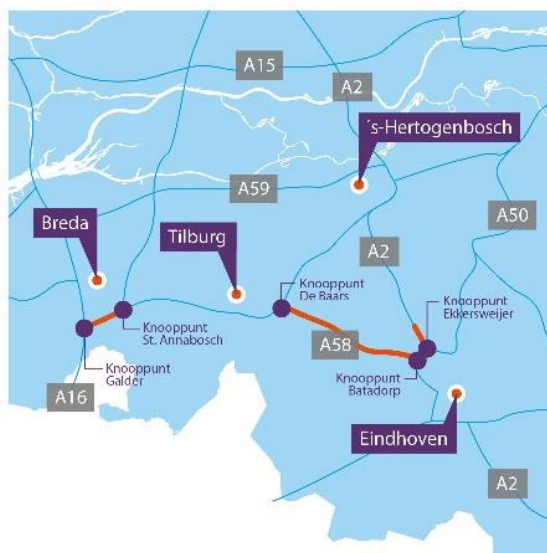 A15
A2
's-Hertogenbosch
A59
A50
Breda
Tilburg
A2
Knooppunt
De Baars
Knooppunt
Ekkersweijer
Knooppunt
St. Annabosch
A58
Knooppunt
Galder
Knooppunt
Batadorp
A16
Eindhoven
A2